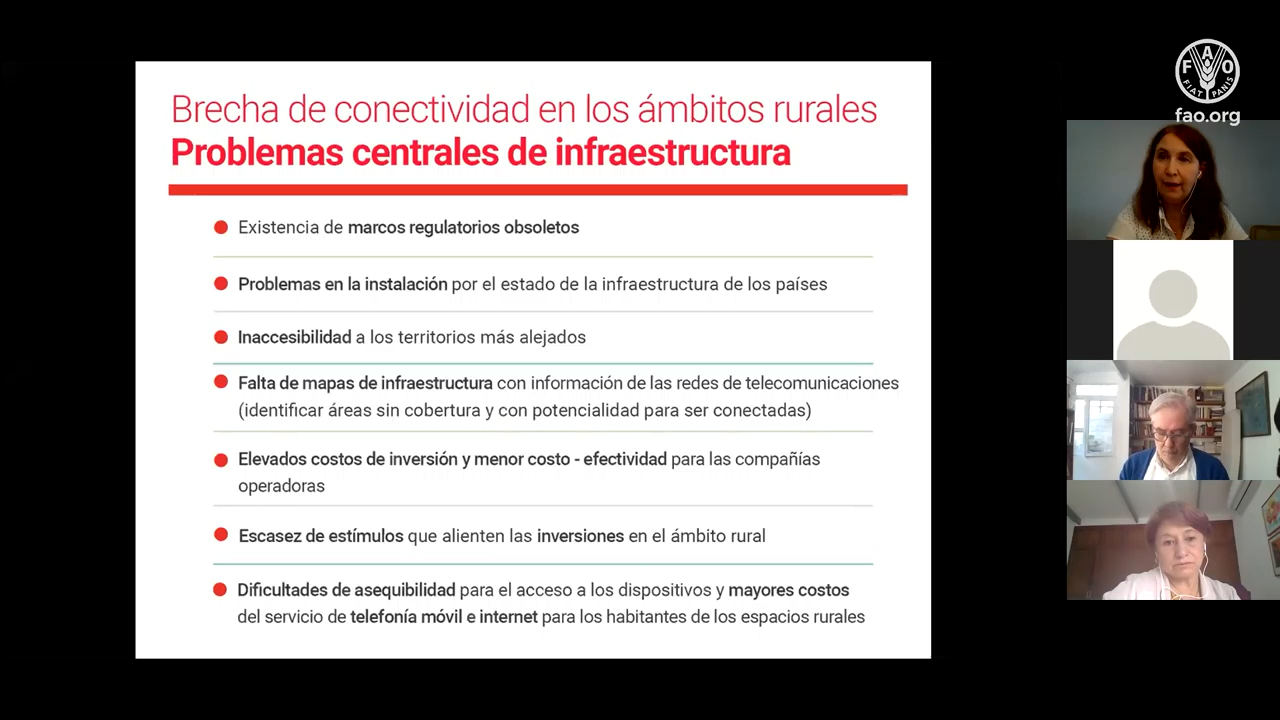 Brecha de conectividad en los ámbitos rurales
Problemas centrales de infraestructura
Existencia de marcos regulatorios obsoletos
Problemas en la instalación por el estado de la infraestructura de los países
Inaccesibilidad a los territorios más alejados
Falta de mapas de infraestructura con información de las redes de telecomunicaciones
(identificar áreas sin cobertura y con potencialidad para ser conectadas)
Elevados costos de inversión y menor costo - efectividad para las compañías
operadoras
Escasez de estímulos que alienten las inversiones en el ámbito rural
Dificultades de asequibilidad para el acceso a los dispositivos y mayores costos
del servicio de telefonía móvil e internet para los habitantes de los espacios rurales
FAO
FIAT PANIS
fao.org